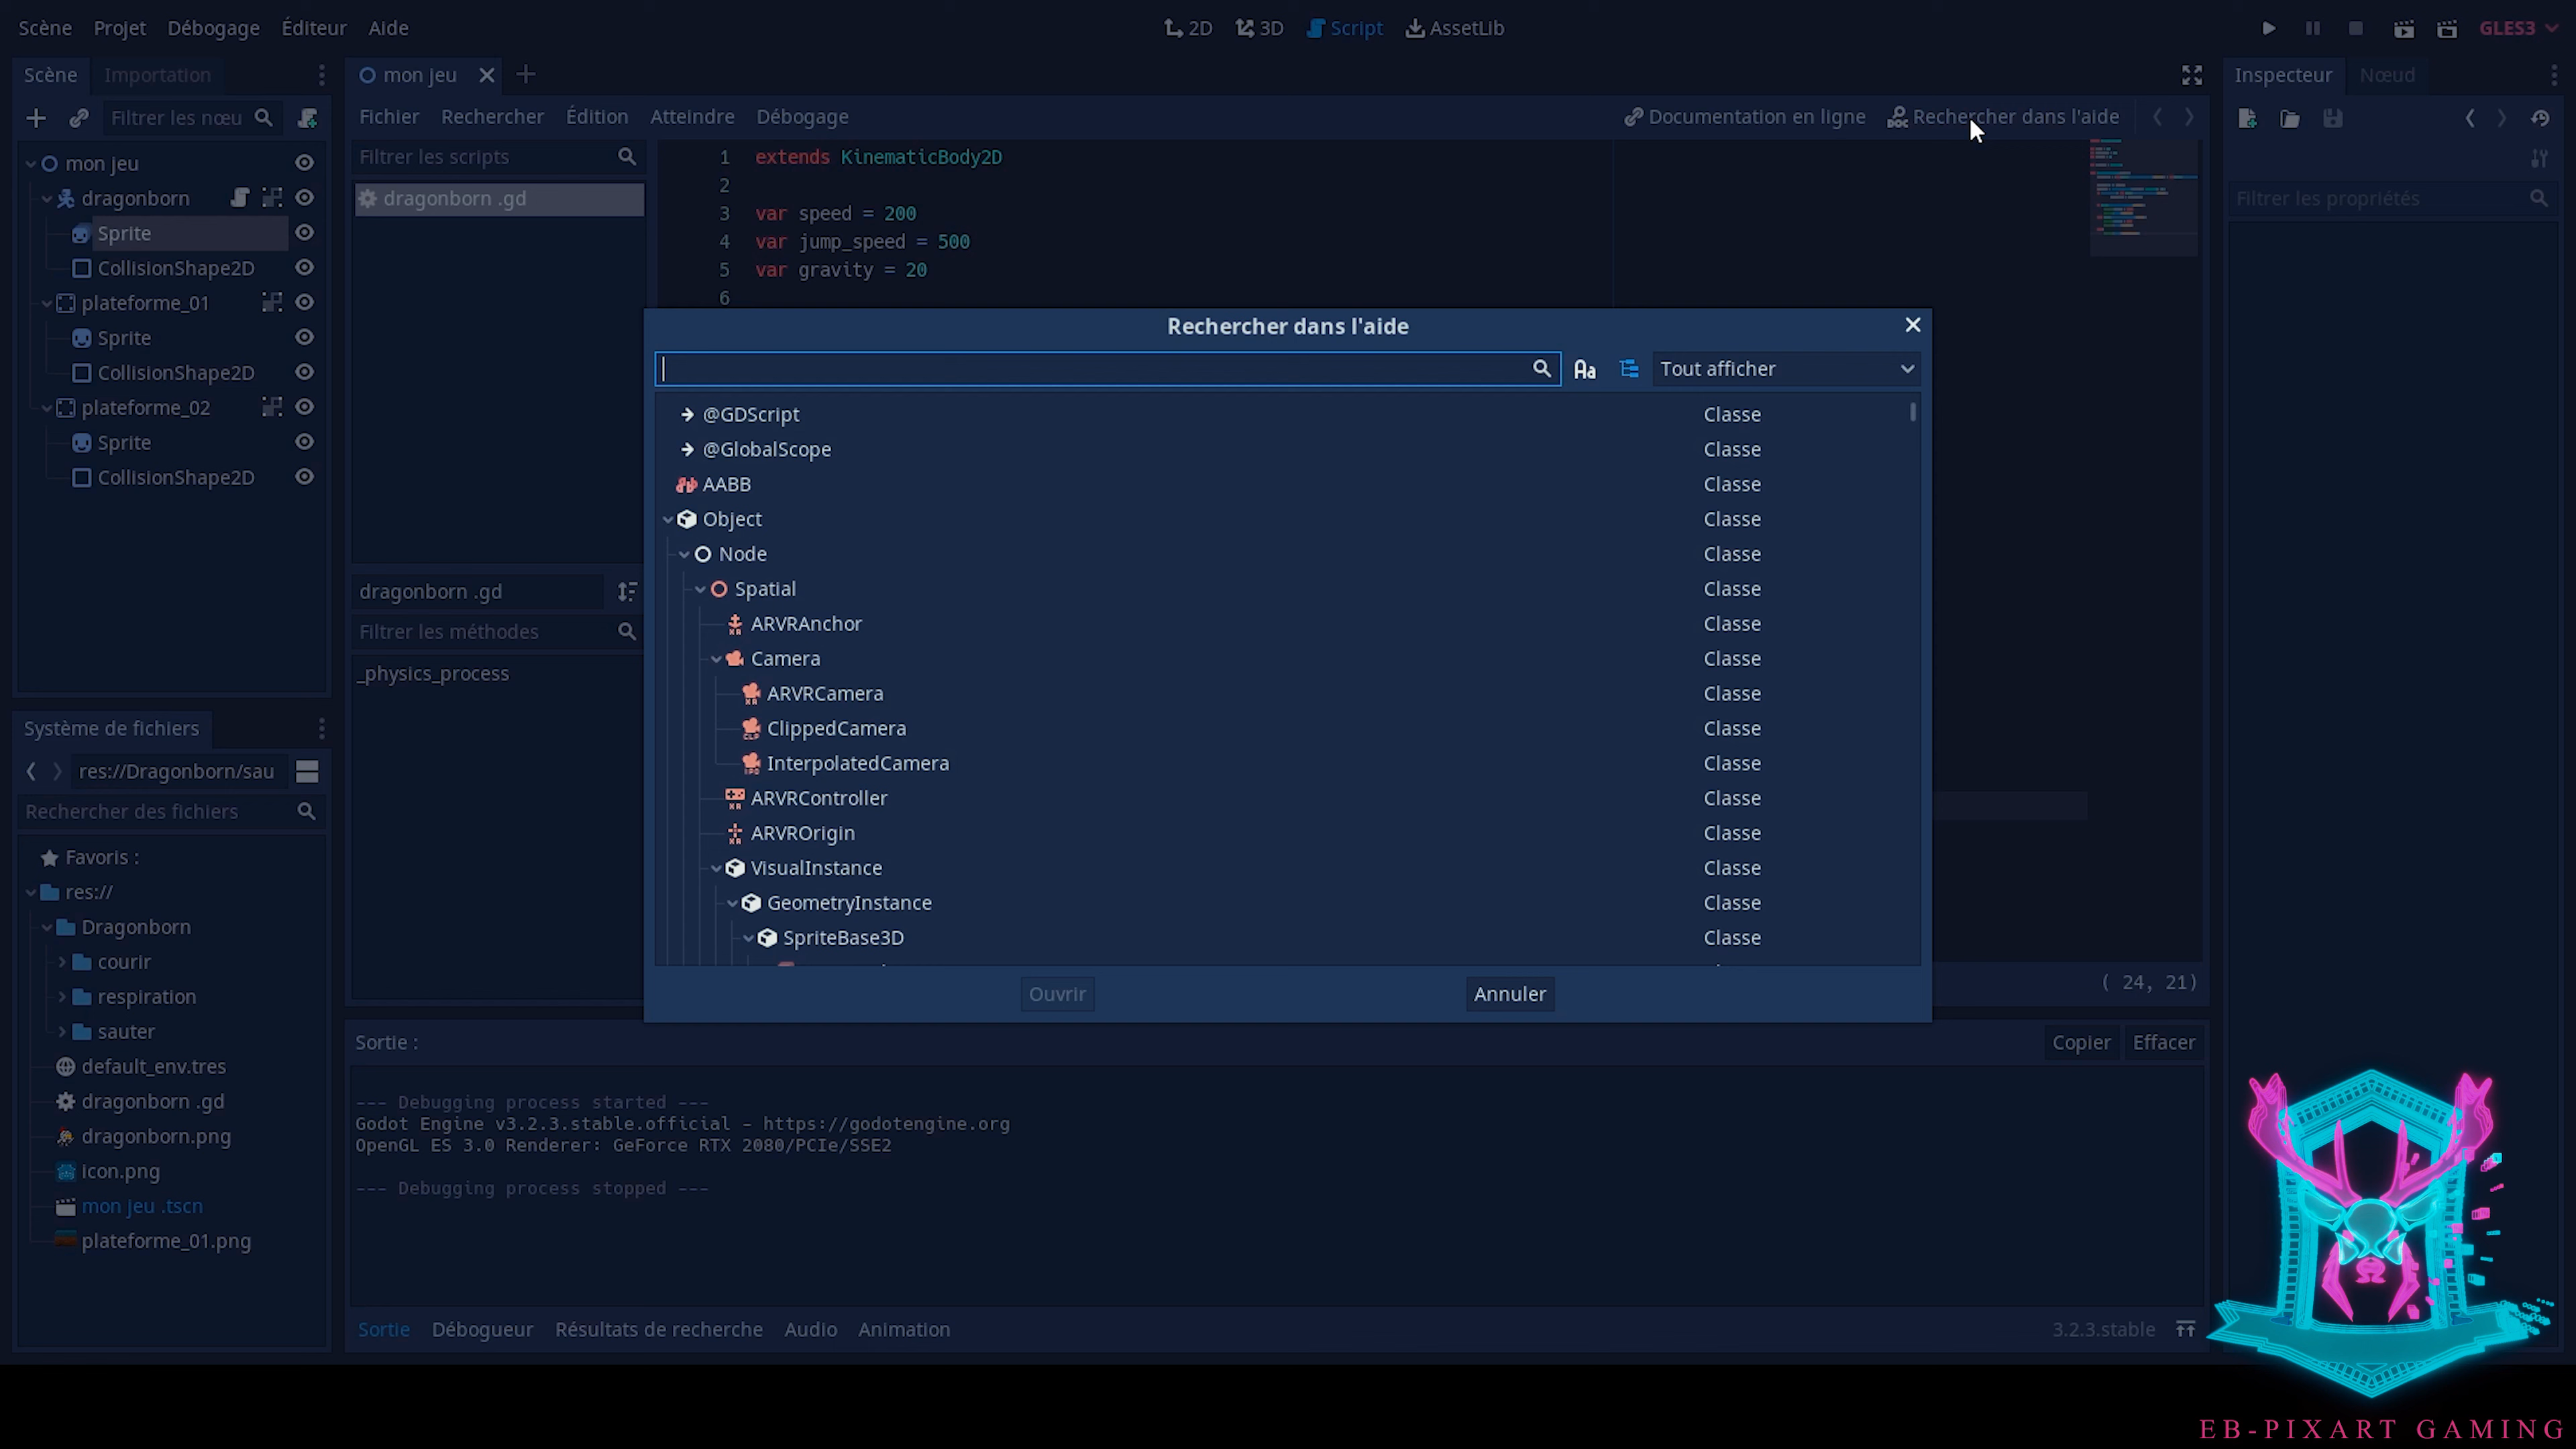 Scène Projet Débogage Éditeur Aide
2D 3D Script AssetLib
GLES3
Scène Importation
mon jeu
Inspecteur Nœud
Filtrer les nœu
Fichier Rechercher Édition Atteindre Débogage
Documentation en ligne Rechercher dans l'aide
mon jeu
dragonborn
Sprite
CollisionShape2D
plateforme_01
Sprite
CollisionShape2D
plateforme_02
Sprite
CollisionShape2D
Filtrer les scripts
dragonborn .gd
dragonborn .gd
Filtrer les méthodes
_physics_process
1 extends KinematicBody2D
2
3 var speed = 200
4 var jump_speed = 500
5 var gravity = 20
6
Filtrer les propriétés
Rechercher dans l'aide
Aa Tout afficher
@GDScript Classe
@GlobalScope Classe
AABB Classe
Object Classe
Node Classe
Spatial Classe
ARVRAnchor Classe
Camera Classe
ARVRCamera Classe
ClippedCamera Classe
InterpolatedCamera Classe
ARVRController Classe
ARVROrigin Classe
VisualInstance Classe
GeometryInstance Classe
SpriteBase3D Classe
Ouvrir Annuler
( 24, 21)
Système de fichiers
res://Dragonborn/sau
Rechercher des fichiers
Favoris :
res://
Dragonborn
courir
respiration
sauter
default_env.tres
dragonborn .gd
dragonborn.png
icon.png
mon jeu .tscn
plateforme_01.png
Sortie :
Copier Effacer
--- Debugging process started ---
Godot Engine v3.2.3.stable.official - https://godotengine.org
OpenGL ES 3.0 Renderer: GeForce RTX 2080/PCIe/SSE2
--- Debugging process stopped ---
Sortie Débogueur Résultats de recherche Audio Animation
3.2.3.stable
EB-PIXART GAMING